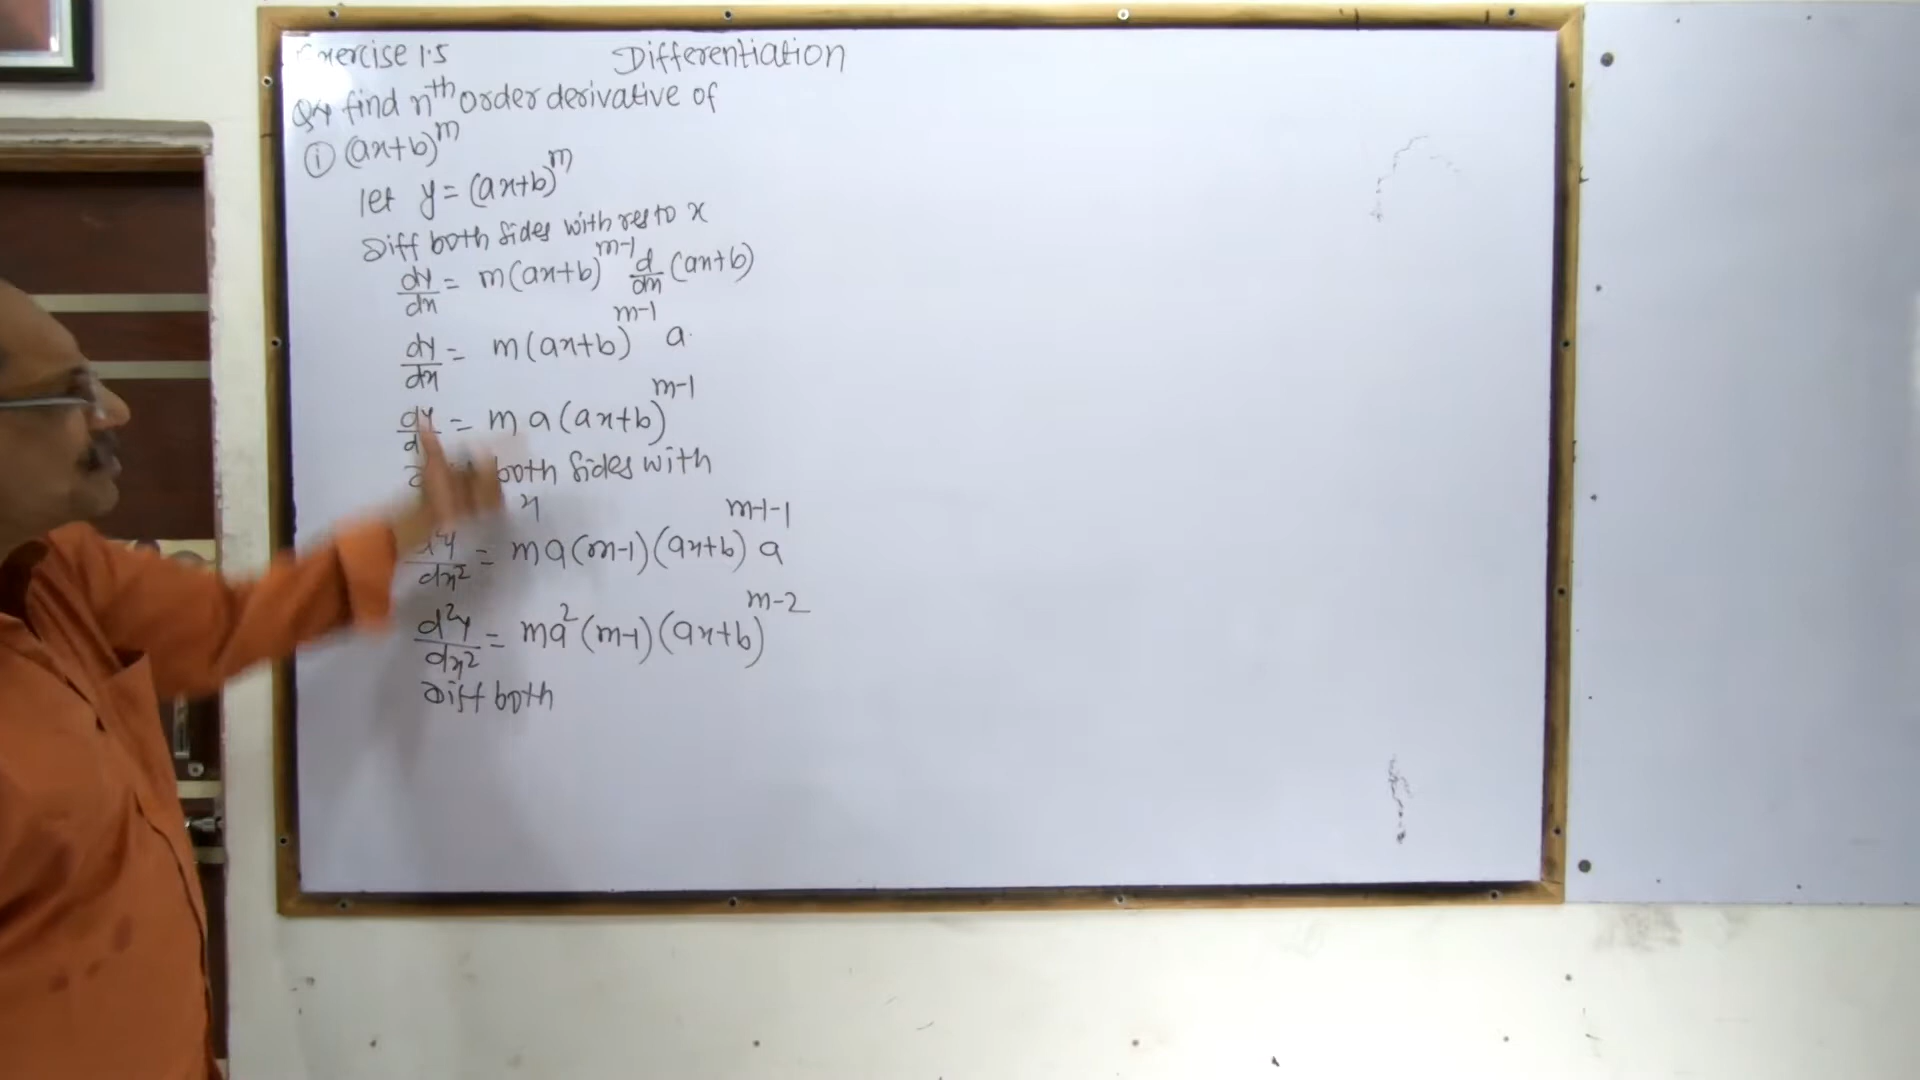 Exercise 1.5 Differentiation
Q4 find nth order derivative of
(i) (ax+b)^m
let y = (ax+b)^m
Diff both sides with res to x
dy/dx = m(ax+b)^m-1 d/dx (ax+b)
dy/dx = m(ax+b)^m-1 a
dy/d = m a (ax+b)^m-1
both sides with
x
d²y/dx² = m a (m-1) (ax+b)^m-1-1 a
d²y/dx² = ma² (m-1) (ax+b)^m-2
Diff both